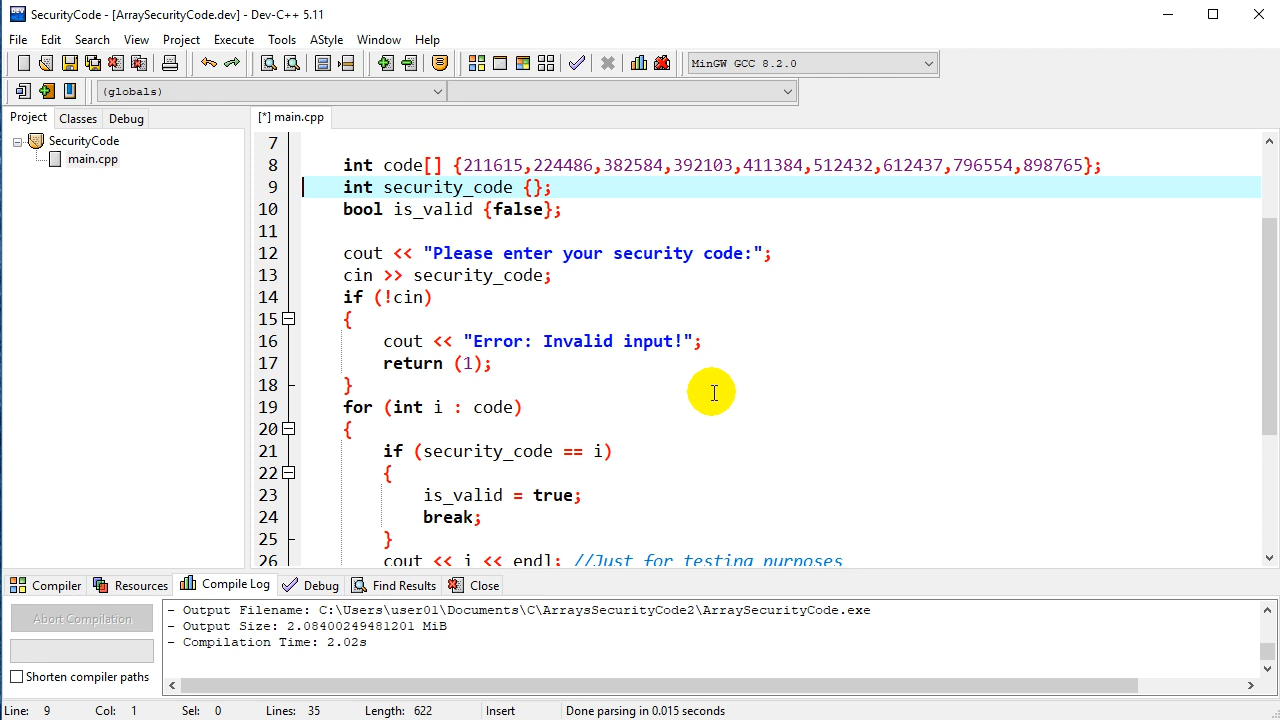 SecurityCode - [ArraySecurityCode.dev] - Dev-C++ 5.11
File Edit Search View Project Execute Tools AStyle Window Help
MinGW GCC 8.2.0
(globals)
Project Classes Debug
[*] main.cpp
SecurityCode
main.cpp
7
8 int code[] {211615,224486,382584,392103,411384,512432,612437,796554,898765};
9 int security_code {};
10 bool is_valid {false};
11
12 cout << "Please enter your security code:";
13 cin >> security_code;
14 if (!cin)
15 {
16 cout << "Error: Invalid input!";
17 return (1);
18 }
19 for (int i : code)
20 {
21 if (security_code == i)
22 {
23 is_valid = true;
24 break;
25 }
26 cout << i << endl; //Just for testing purposes
Compiler Resources Compile Log Debug Find Results Close
Abort Compilation
Shorten compiler paths
- Output Filename: C:\Users\user01\Documents\C\ArraysSecurityCode2\ArraySecurityCode.exe
- Output Size: 2.08400249481201 MiB
- Compilation Time: 2.02s
Line: 9 Col: 1 Sel: 0 Lines: 35 Length: 622 Insert Done parsing in 0.015 seconds